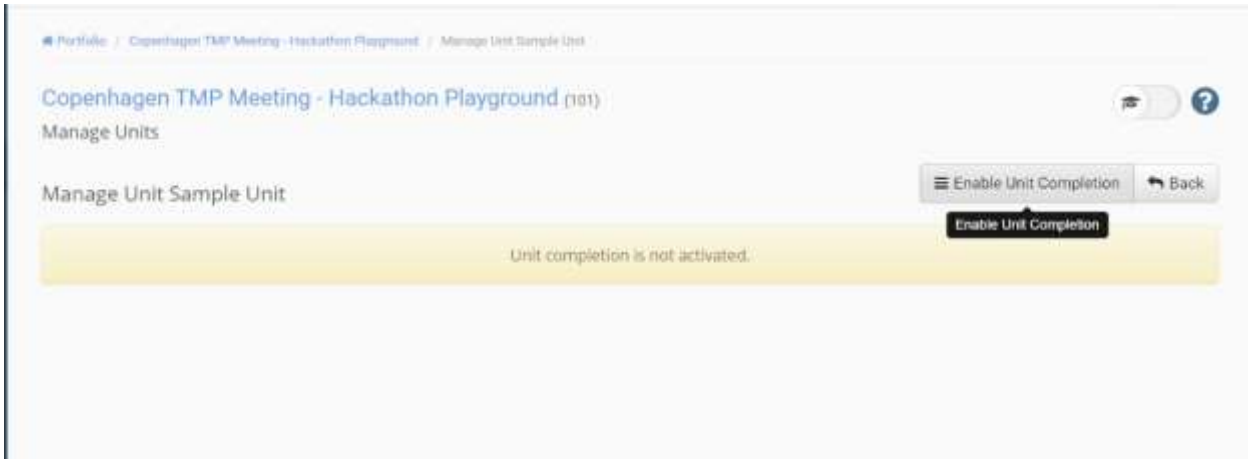 Portfolio / Copenhagen TMP Meeting - Hackathon Playground / Manage Unit Sample Unit
Copenhagen TMP Meeting - Hackathon Playground (101)
Manage Units
Manage Unit Sample Unit
Enable Unit Completion
Back
Enable Unit Completion
Unit completion is not activated.